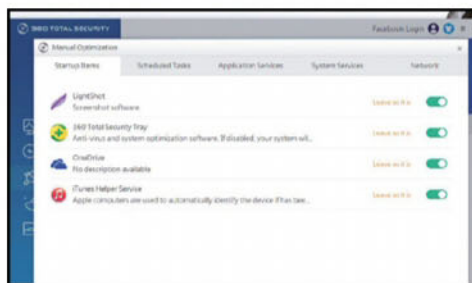 360 TOTAL SECURITY
Facebook Login
Manual Optimization
Startup Items
Scheduled Tasks
Application Services
System Services
Network
LightShot
Screenshot software
Leave as it is
360 Total Security Tray
Anti-virus and system optimization software. If disabled, your system wil...
Leave as it is
OneDrive
No description available
Leave as it is
iTunes Helper Service
Apple computers are used to automatically identify the device if has bee...
Leave as it is